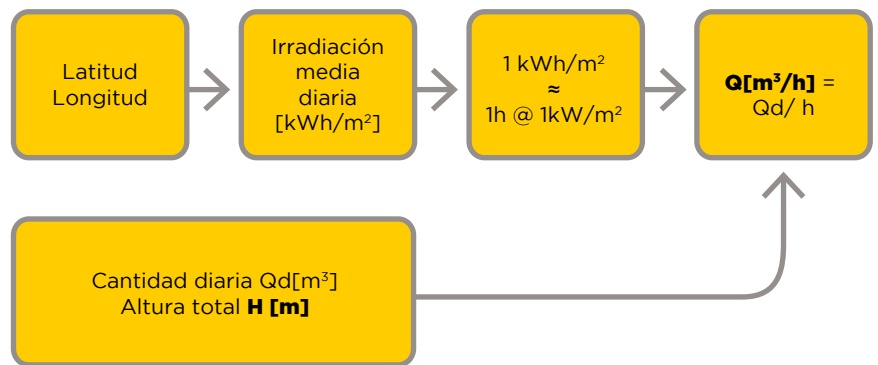 Latitud
Longitud
Irradiación
media
diaria
[kWh/m²]
1 kWh/m²
≈
1h @ 1kW/m²
Q[m³/h] =
Qd/ h
Cantidad diaria Qd[m³]
Altura total H [m]